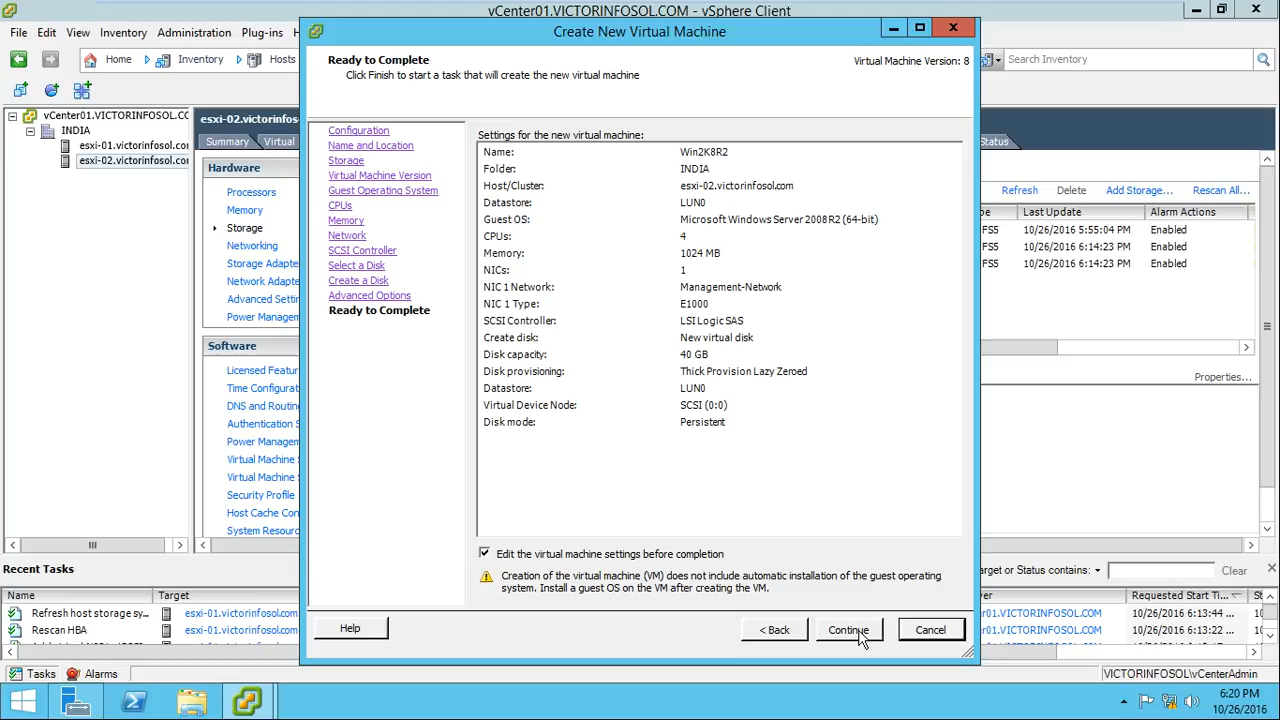 vCenter01.VICTORINFOSOL.COM - vSphere Client
File Edit View Inventory Administration Plug-ins
Home Inventory Hosts
Search Inventory
vCenter01.VICTORINFOSOL.CC
INDIA
esxi-01.victorinfosol.com
esxi-02.victorinfosol.com
esxi-02.victorinfos
Summary Virtual
Status
Hardware
Processors
Memory
Storage
Networking
Storage Adapte
Network Adapte
Advanced Settir
Power Managem
Software
Licensed Featur
Time Configurat
DNS and Routin
Authentication S
Power Managem
Virtual Machine S
Virtual Machine S
Security Profile
Host Cache Con
System Resourc
Refresh Delete Add Storage... Rescan All...
pe Last Update Alarm Actions
FS5 10/26/2016 5:55:04 PM Enabled
FS5 10/26/2016 6:14:23 PM Enabled
FS5 10/26/2016 6:14:23 PM Enabled
Properties...
Create New Virtual Machine
Ready to Complete
Click Finish to start a task that will create the new virtual machine
Virtual Machine Version: 8
Configuration
Name and Location
Storage
Virtual Machine Version
Guest Operating System
CPUs
Memory
Network
SCSI Controller
Select a Disk
Create a Disk
Advanced Options
Ready to Complete
Settings for the new virtual machine:
Name: Win2K8R2
Folder: INDIA
Host/Cluster: esxi-02.victorinfosol.com
Datastore: LUN0
Guest OS: Microsoft Windows Server 2008 R2 (64-bit)
CPUs: 4
Memory: 1024 MB
NICs: 1
NIC 1 Network: Management-Network
NIC 1 Type: E1000
SCSI Controller: LSI Logic SAS
Create disk: New virtual disk
Disk capacity: 40 GB
Disk provisioning: Thick Provision Lazy Zeroed
Datastore: LUN0
Virtual Device Node: SCSI (0:0)
Disk mode: Persistent
Edit the virtual machine settings before completion
Creation of the virtual machine (VM) does not include automatic installation of the guest operating
system. Install a guest OS on the VM after creating the VM.
Help < Back Continue Cancel
Recent Tasks
arget or Status contains: Clear
Name Target
ver Requested Start Ti...
Refresh host storage sy... esxi-01.victorinfosol.com
r01.VICTORINFOSOL.COM 10/26/2016 6:13:44
Rescan HBA esxi-01.victorinfosol.com
r01.VICTORINFOSOL.COM 10/26/2016 6:13:22
Tasks Alarms
VICTORINFOSOL\vCenterAdmin
6:20 PM
10/26/2016